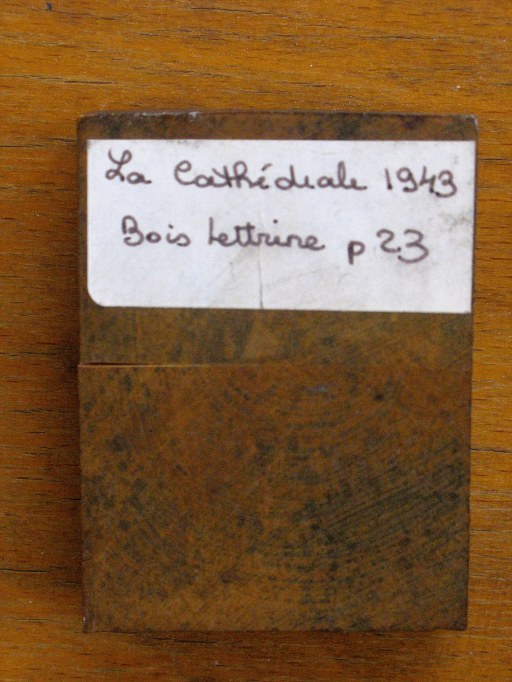 La Cathédrale 1943
Bois lettrine p 23